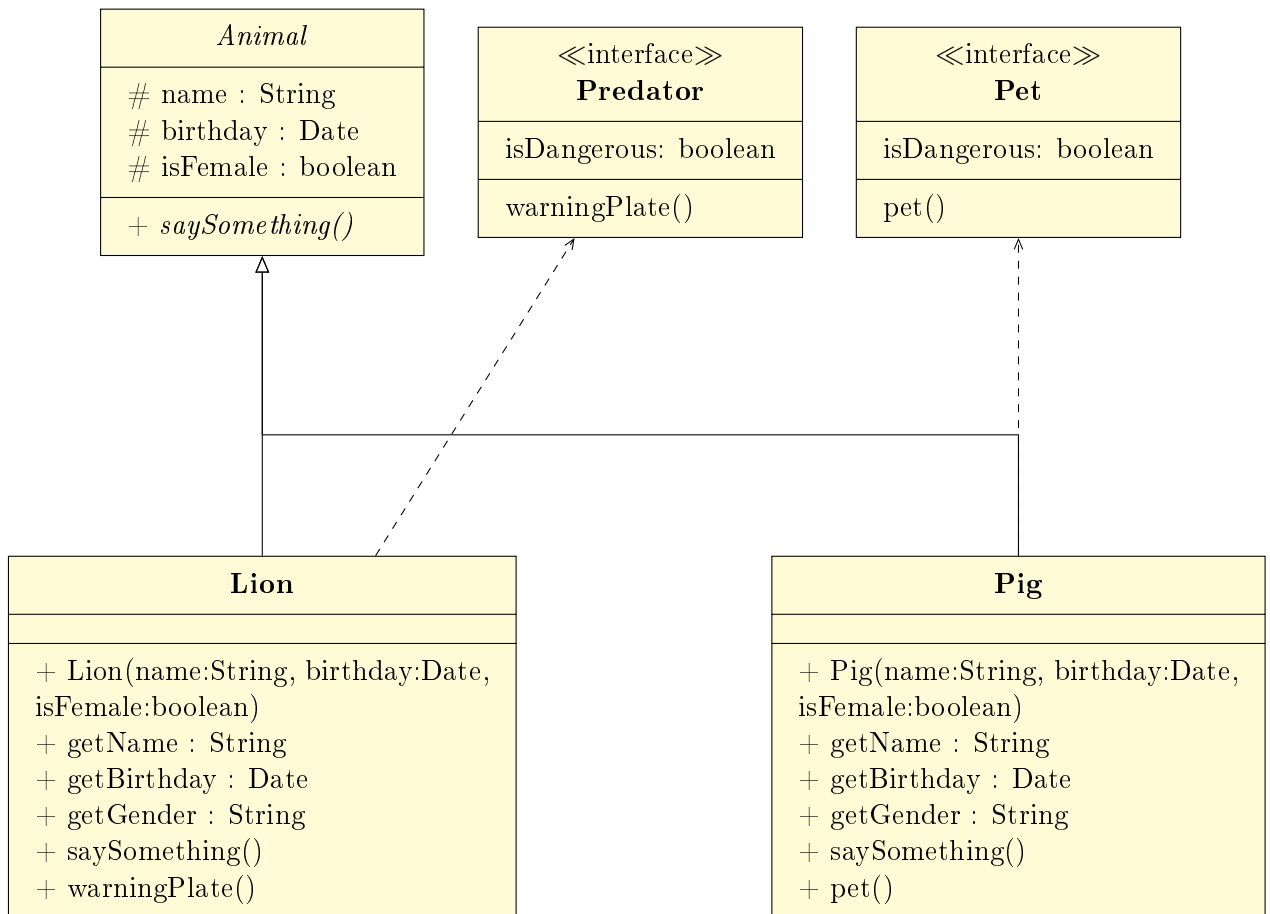 Animal
# name : String
# birthday : Date
# isFemale : boolean
+ saySomething()
≪interface≫
Predator
isDangerous: boolean
warningPlate()
≪interface≫
Pet
isDangerous: boolean
pet()
Lion
+ Lion(name:String, birthday:Date,
isFemale:boolean)
+ getName : String
+ getBirthday : Date
+ getGender : String
+ saySomething()
+ warningPlate()
Pig
+ Pig(name:String, birthday:Date,
isFemale:boolean)
+ getName : String
+ getBirthday : Date
+ getGender : String
+ saySomething()
+ pet()